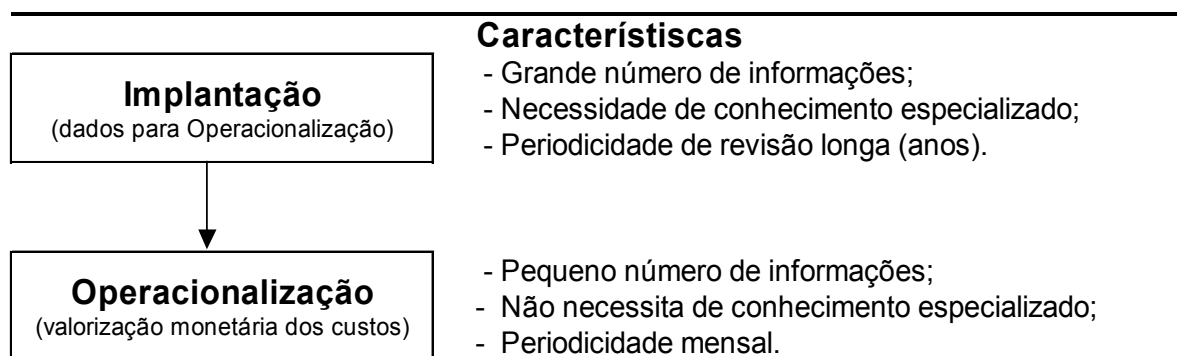 Característiscas
Implantação
(dados para Operacionalização)
- Grande número de informações;
- Necessidade de conhecimento especializado;
- Periodicidade de revisão longa (anos).
Operacionalização
(valorização monetária dos custos)
- Pequeno número de informações;
- Não necessita de conhecimento especializado;
- Periodicidade mensal.